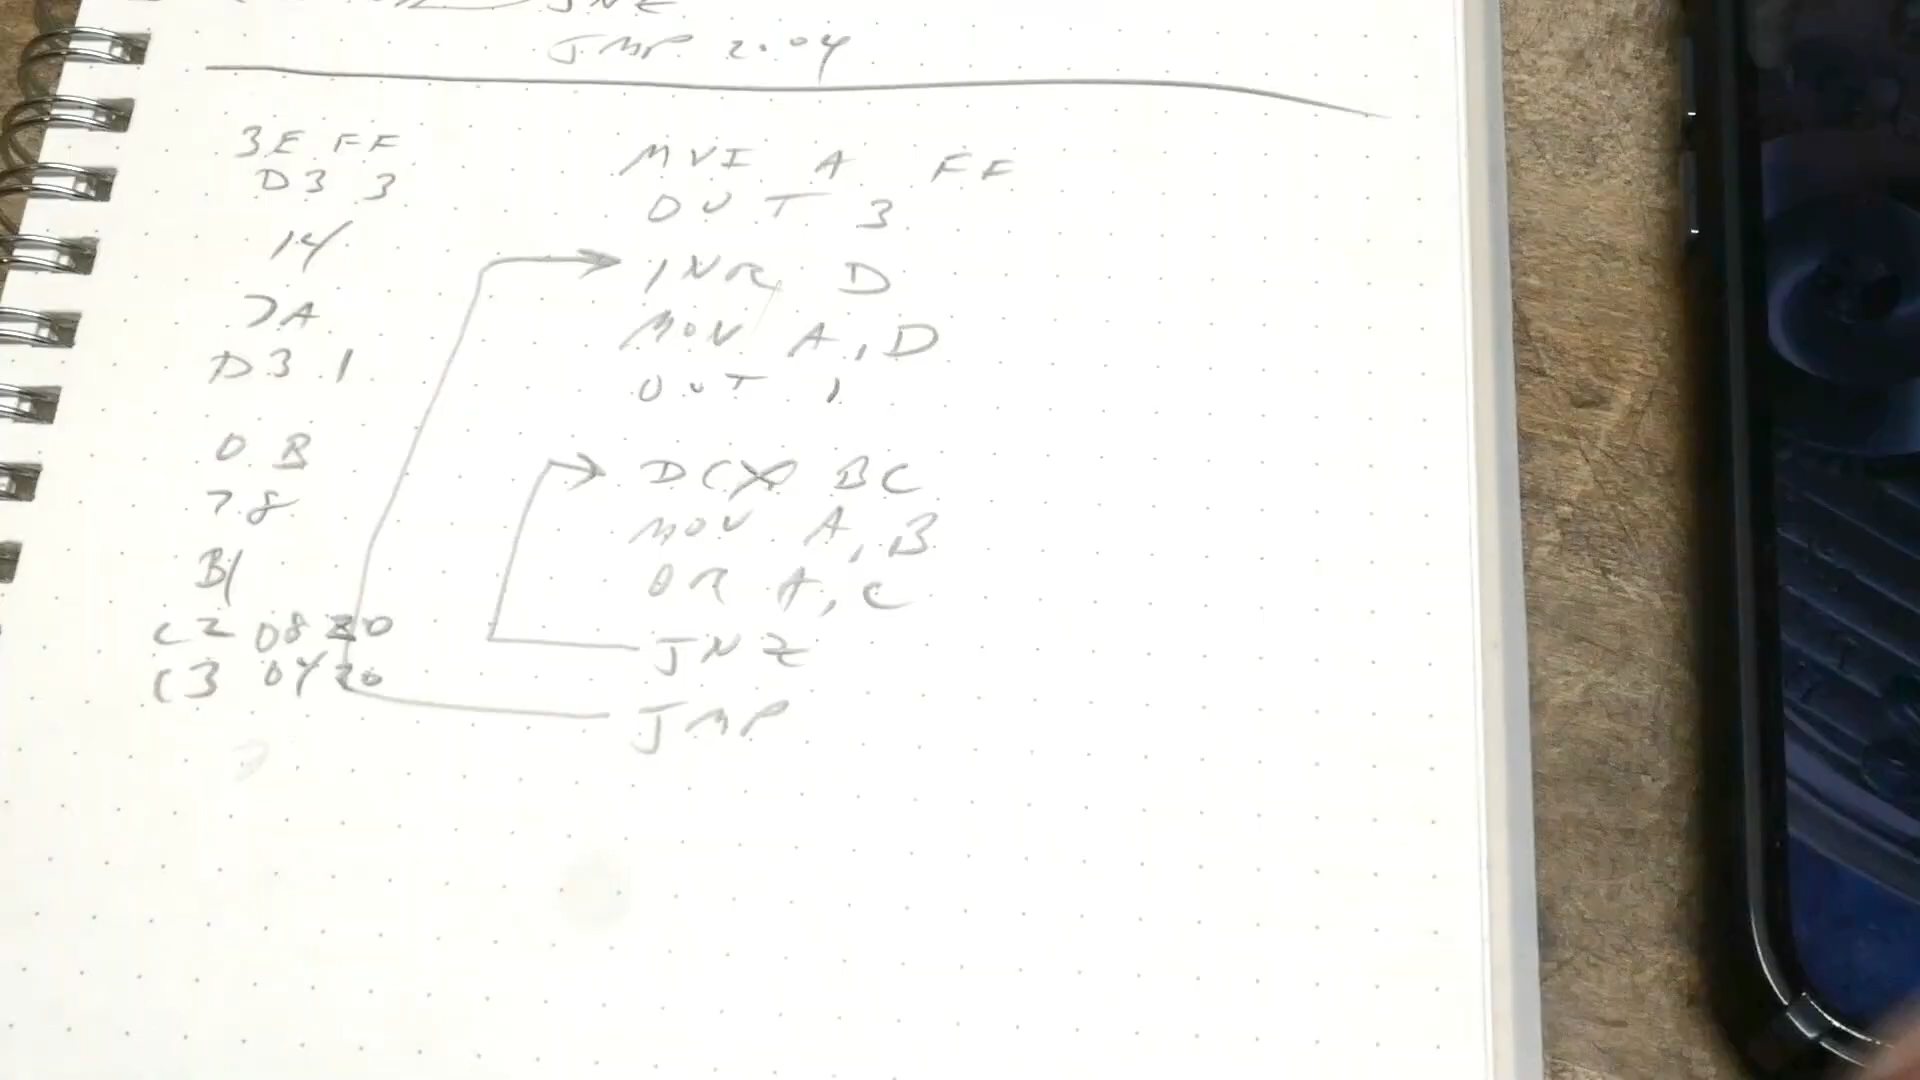 JNZ
JMP 2.04
3E FF MVI A FF
D3 3 OUT 3
14 INR D
7A MOV A,D
D3 1 OUT 1
0B DCX BC
78 MOV A,B
B1 OR A,C
C2 08 20 JNZ
C3 04 20 JMP